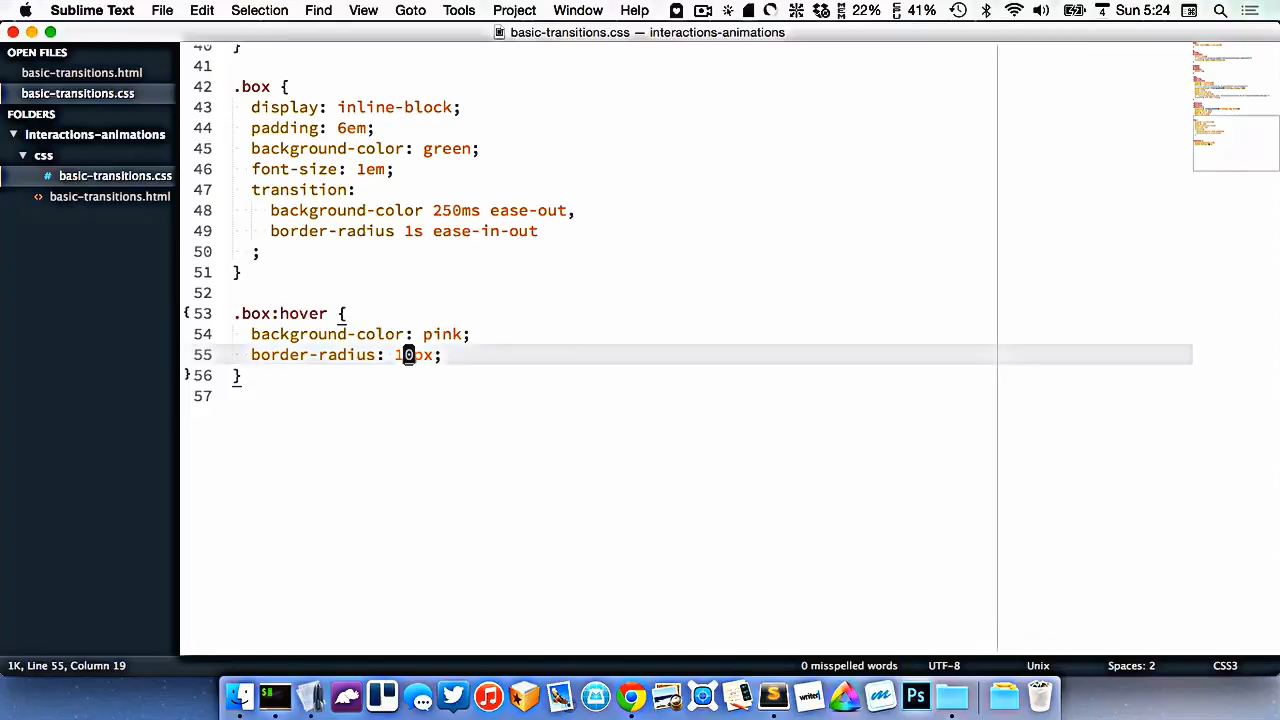 Sublime Text File Edit Selection Find View Goto Tools Project Window Help 22% 41% 4 Sun 5:24
basic-transitions.css — interactions-animations
OPEN FILES
basic-transitions.html
basic-transitions.css
FOLDERS
interactions-animations
css
# basic-transitions.css
<> basic-transitions.html
40 }
41
42 .box {
43 display: inline-block;
44 padding: 6em;
45 background-color: green;
46 font-size: 1em;
47 transition:
48 background-color 250ms ease-out,
49 border-radius 1s ease-in-out
50 ;
51 }
52
53 .box:hover {
54 background-color: pink;
55 border-radius: 10px;
56 }
57
1K, Line 55, Column 19 0 misspelled words UTF-8 Unix Spaces: 2 CSS3
writer Ps